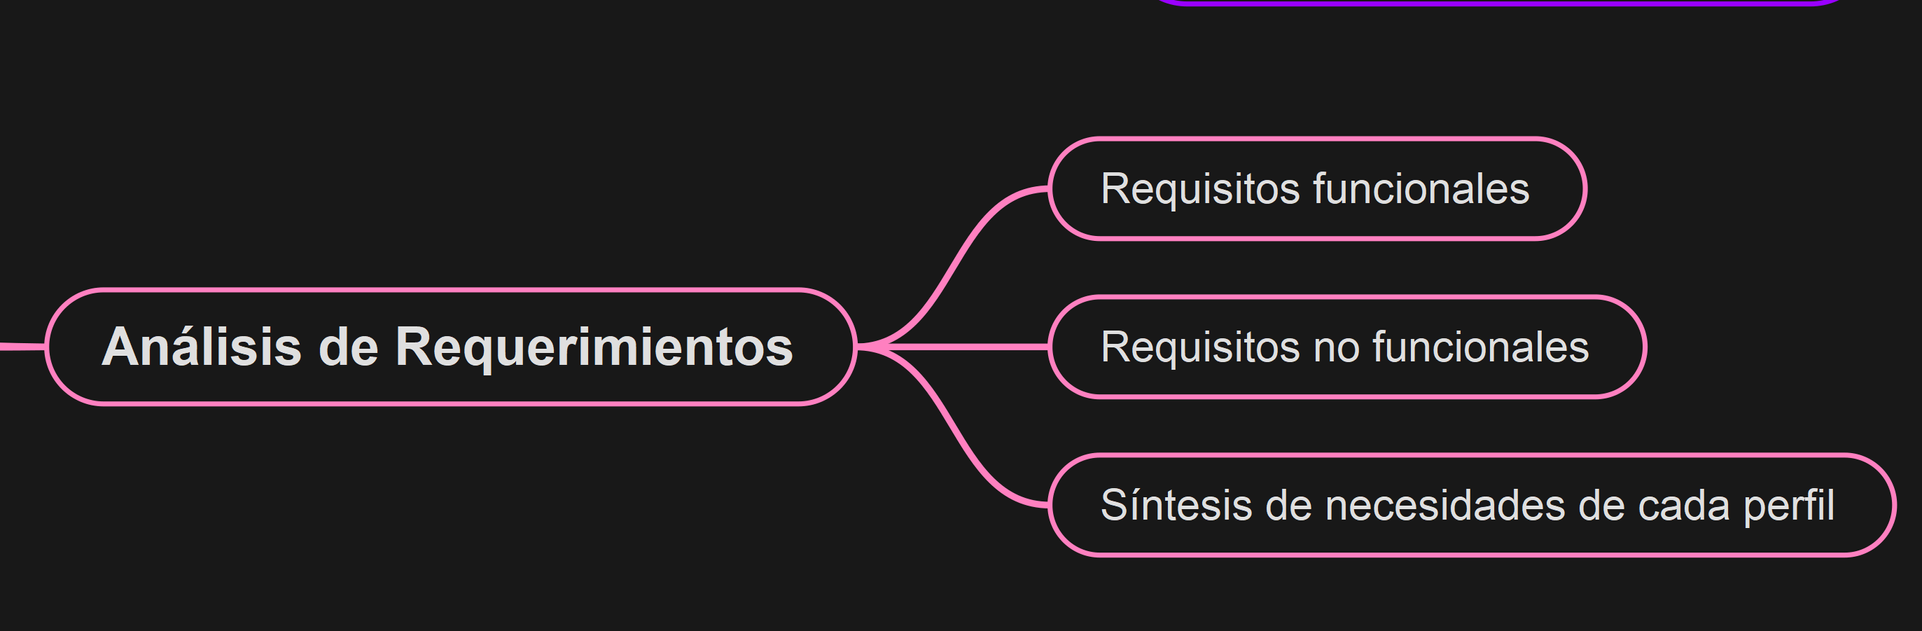 Requisitos funcionales
Análisis de Requerimientos
Requisitos no funcionales
Síntesis de necesidades de cada perfil